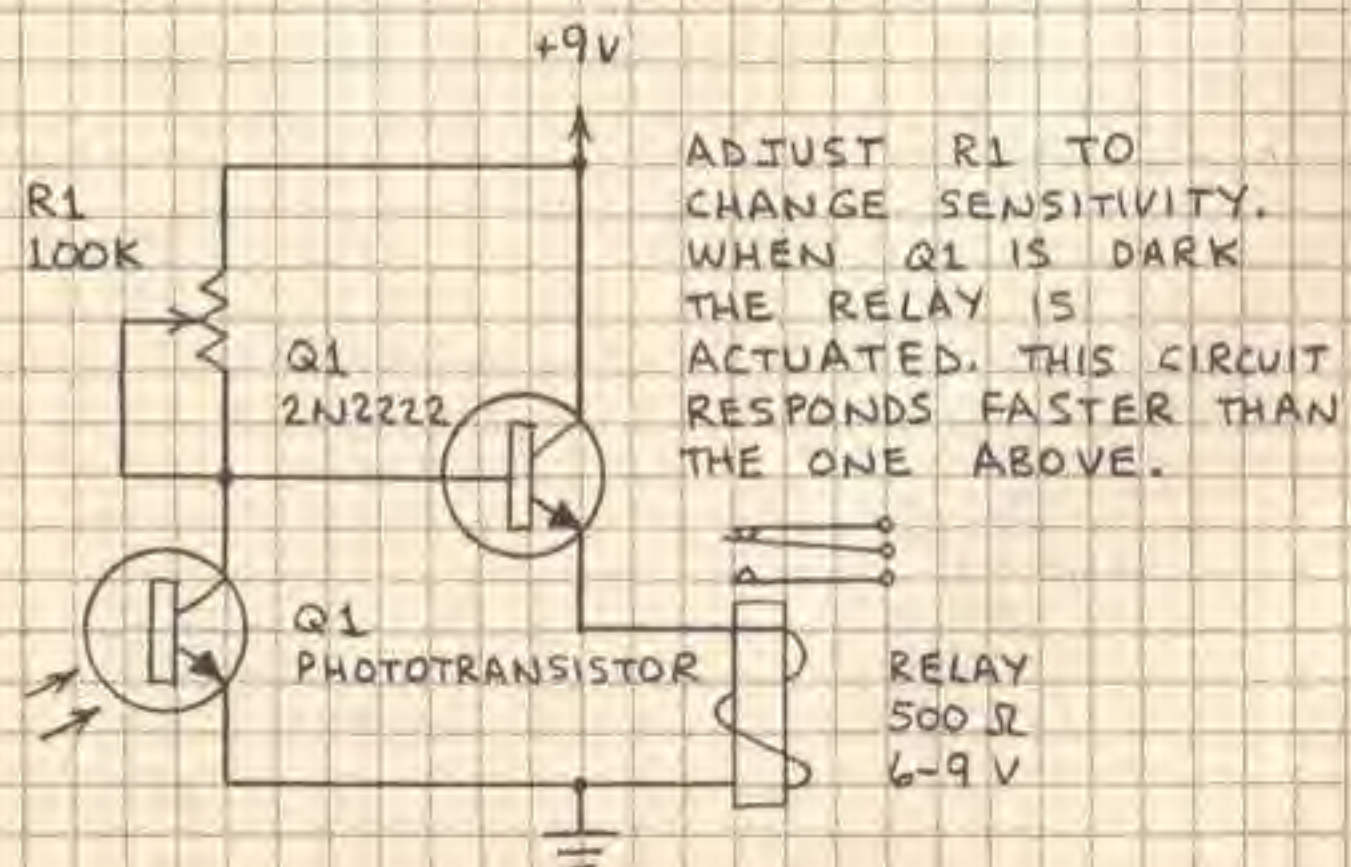 +9V
ADJUST R1 TO
CHANGE SENSITIVITY.
WHEN Q1 IS DARK
THE RELAY IS
ACTUATED. THIS CIRCUIT
RESPONDS FASTER THAN
THE ONE ABOVE.
R1
100K
Q1
2N2222
Q1
PHOTOTRANSISTOR
RELAY
500 Ω
6-9 V